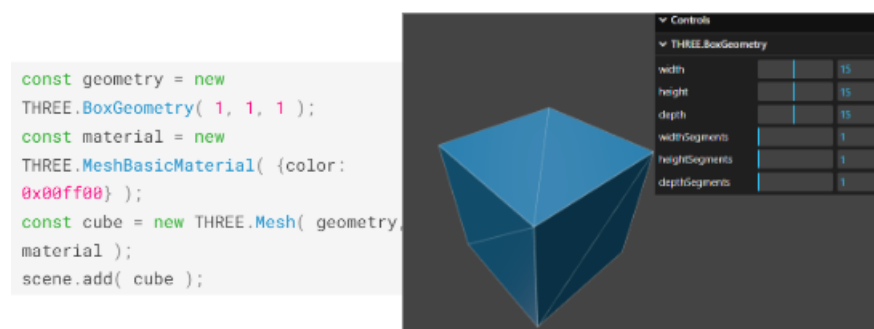 const geometry = new
THREE.BoxGeometry( 1, 1, 1 );
const material = new
THREE.MeshBasicMaterial( {color:
0x00ff00} );
const cube = new THREE.Mesh( geometry,
material );
scene.add( cube );
Controls
THREE.BoxGeometry
width 15
height 15
depth 15
widthSegments 1
heightSegments 1
depthSegments 1